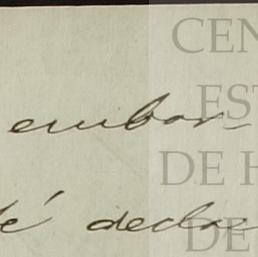 CEN
EST
embar-
DE H
té decla
DE